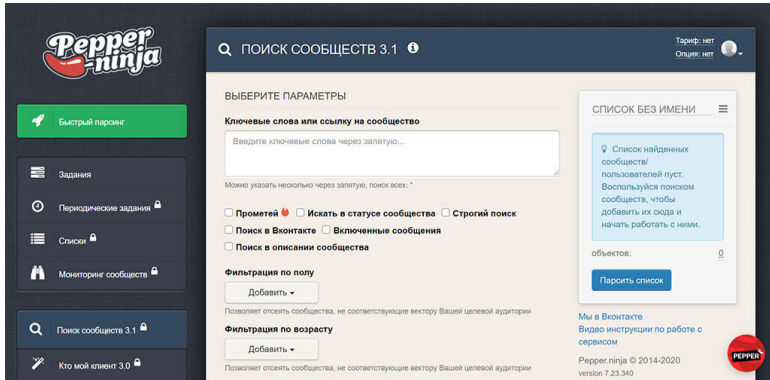 Pepper
-ninja
Быстрый парсинг
Задания
Периодические задания
Списки
Мониторинг сообществ
Поиск сообществ 3.1
Кто мой клиент 3.0
ПОИСК СООБЩЕСТВ 3.1
Тариф: нет
Опция: нет
ВЫБЕРИТЕ ПАРАМЕТРЫ
Ключевые слова или ссылку на сообщество
Введите ключевые слова через запятую...
Можно указать несколько через запятую, поиск всех: *
Прометей Искать в статусе сообщества Строгий поиск
Поиск в Вконтакте Включенные сообщения
Поиск в описании сообщества
Фильтрация по полу
Добавить
Позволяет отсеять сообщества, не соответствующие вектору Вашей целевой аудитории
Фильтрация по возрасту
Добавить
Позволяет отсеять сообщества, не соответствующие вектору Вашей целевой аудитории
СПИСОК БЕЗ ИМЕНИ
Список найденных
сообществ/
пользователей пуст.
Воспользуйся поиском
сообществ, чтобы
добавить их сюда и
начать работать с ними.
объектов: 0
Парсить список
Мы в Вконтакте
Видео инструкции по работе с
сервисом
Pepper.ninja © 2014-2020
version 7.23.340
PEPPER